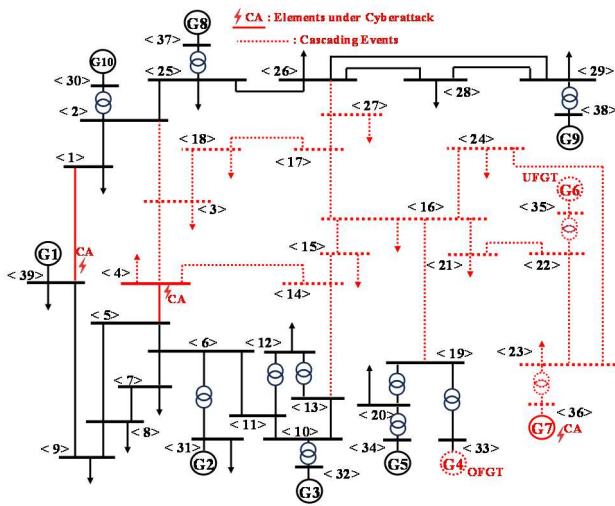 CA : Elements under Cyberattack
: Cascading Events
G8
< 37>
G10
< 30>
< 25>
< 26>
< 29>
< 28>
< 38>
G9
< 2>
< 27>
< 18>
< 17>
< 24>
< 1>
UFGT
G6
< 3>
< 35>
< 16>
G1
CA
< 15>
< 39>
< 4>
< 21>
< 22>
CA
< 14>
< 5>
< 6>
< 12>
< 19>
< 23>
< 7>
< 13>
< 20>
< 36>
< 8>
< 11>
< 10>
G7
CA
< 9>
< 31>
G2
< 32>
G3
< 34>
G5
< 33>
G4
OFGT